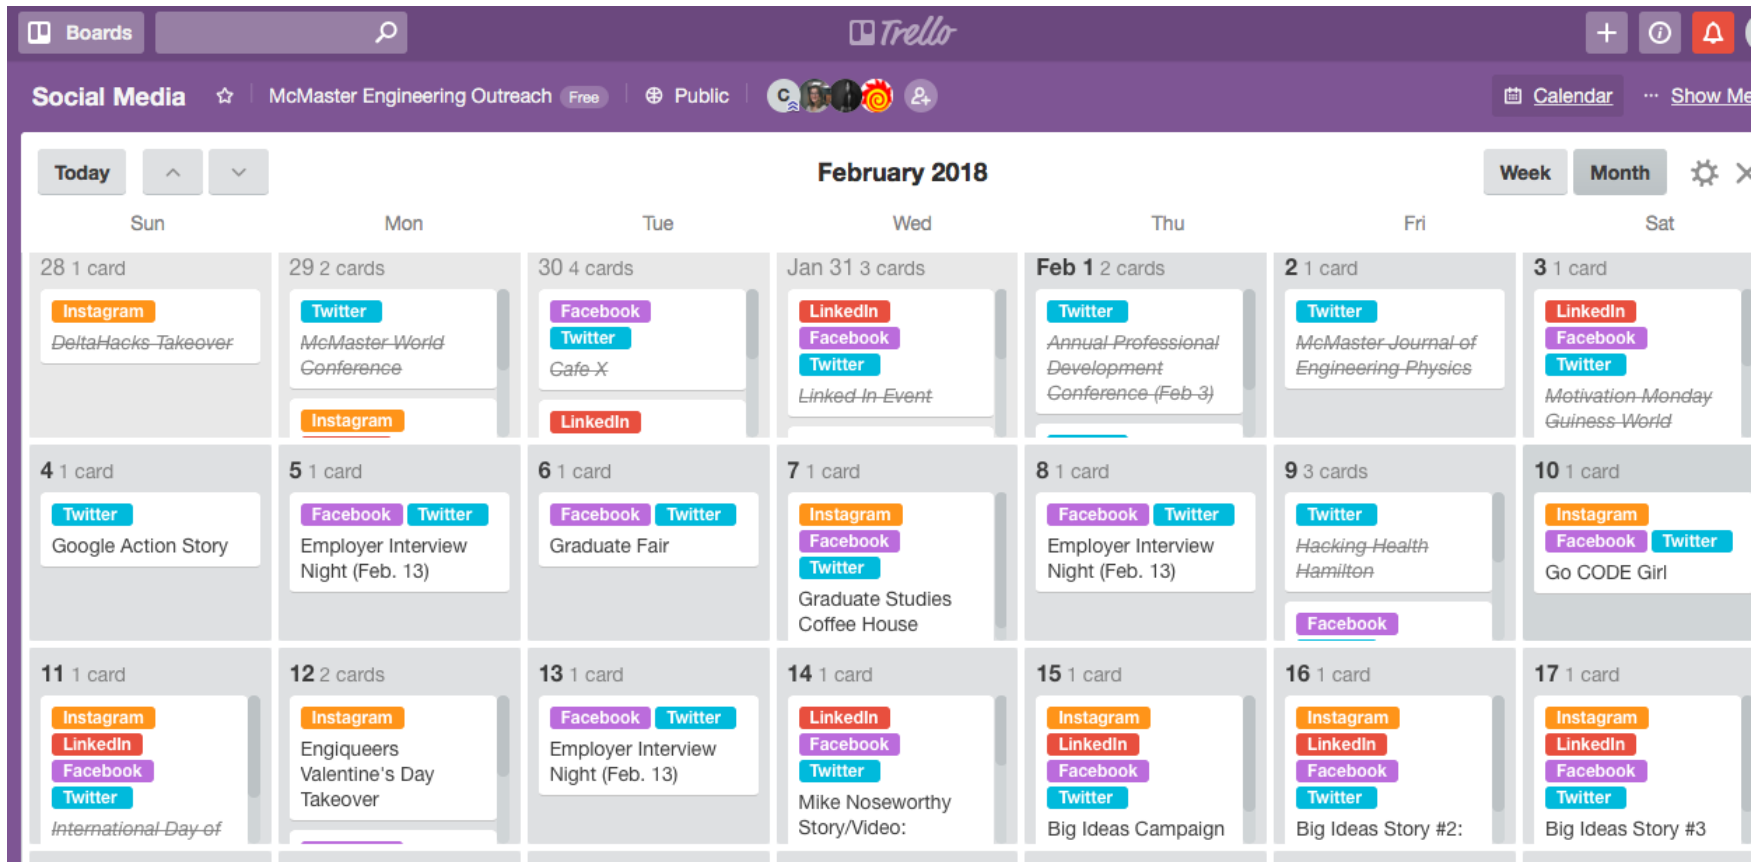 Boards
Trello
Social Media
McMaster Engineering Outreach Free
Public
C
Calendar
... Show Me
Today
February 2018
Week Month
Sun Mon Tue Wed Thu Fri Sat
28 1 card
Instagram
DeltaHacks Takeover
29 2 cards
Twitter
McMaster World
Conference
Instagram
30 4 cards
Facebook
Twitter
Cafe X
LinkedIn
Jan 31 3 cards
LinkedIn
Facebook
Twitter
Linked In Event
Feb 1 2 cards
Twitter
Annual Professional
Development
Conference (Feb 3)
2 1 card
Twitter
McMaster Journal of
Engineering Physics
3 1 card
LinkedIn
Facebook
Twitter
Motivation Monday
Guiness World
4 1 card
Twitter
Google Action Story
5 1 card
Facebook Twitter
Employer Interview
Night (Feb. 13)
6 1 card
Facebook Twitter
Graduate Fair
7 1 card
Instagram
Facebook
Twitter
Graduate Studies
Coffee House
8 1 card
Facebook Twitter
Employer Interview
Night (Feb. 13)
9 3 cards
Twitter
Hacking Health
Hamilton
Facebook
10 1 card
Instagram
Facebook Twitter
Go CODE Girl
11 1 card
Instagram
LinkedIn
Facebook
Twitter
International Day of
12 2 cards
Instagram
Engiqueers
Valentine's Day
Takeover
13 1 card
Facebook Twitter
Employer Interview
Night (Feb. 13)
14 1 card
LinkedIn
Facebook
Twitter
Mike Noseworthy
Story/Video:
15 1 card
Instagram
LinkedIn
Facebook
Twitter
Big Ideas Campaign
16 1 card
Instagram
LinkedIn
Facebook
Twitter
Big Ideas Story #2:
17 1 card
Instagram
LinkedIn
Facebook
Twitter
Big Ideas Story #3